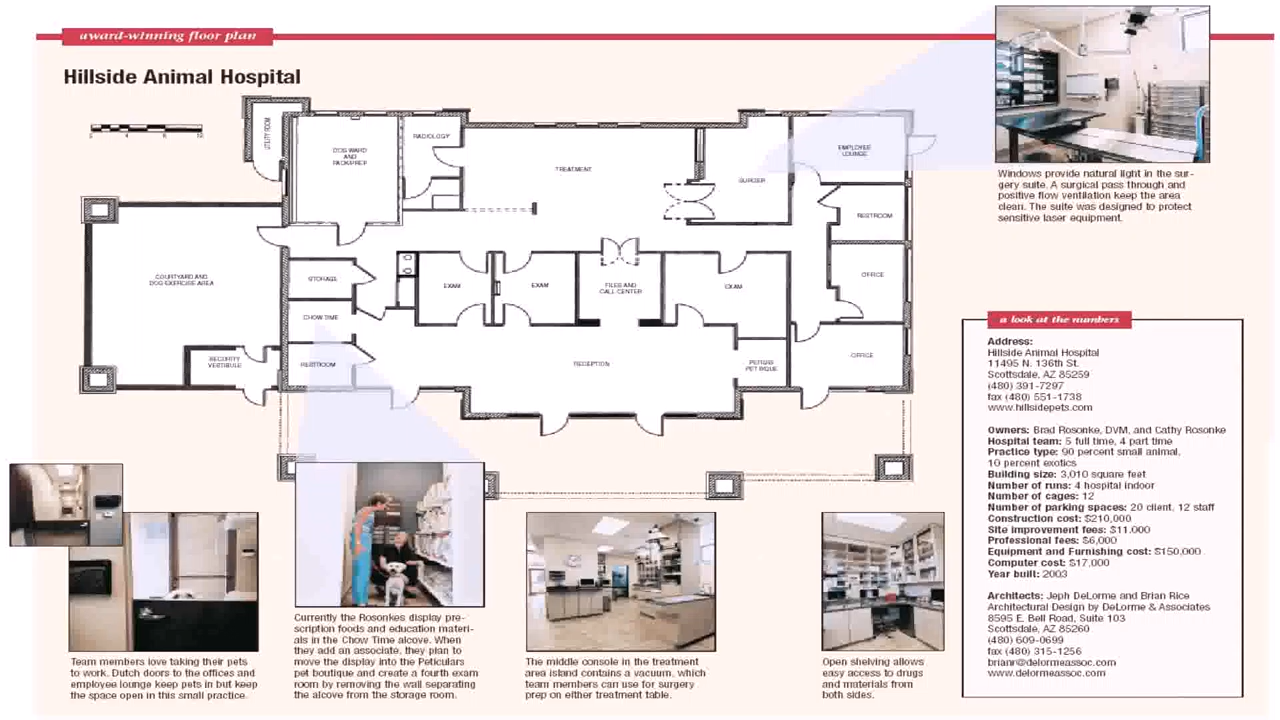 award-winning floor plan
Hillside Animal Hospital
UTILITY ROOM
DOG WARD
AND
PACK/PREP
RADIOLOGY
TREATMENT
SURGERY
EMPLOYEE
LOUNGE
RESTROOM
COURTYARD AND
DOG EXERCISE AREA
STORAGE
EXAM
EXAM
FILES AND
CALL CENTER
EXAM
OFFICE
CHOW TIME
SECURITY
VESTIBULE
RESTROOM
RECEPTION
PET BOUTIQUE
OFFICE
Windows provide natural light in the sur-
gery suite. A surgical pass through and
positive flow ventilation keep the area
clean. The suite was designed to protect
sensitive laser equipment.
a look at the numbers
Address:
Hillside Animal Hospital
11495 N. 136th St.
Scottsdale, AZ 85259
(480) 391-7297
fax (480) 551-1738
www.hillsidepets.com
Owners: Brad Rosonke, DVM, and Cathy Rosonke
Hospital team: 5 full time, 4 part time
Practice type: 90 percent small animal,
10 percent exotics
Building size: 3,010 square feet
Number of runs: 4 hospital indoor
Number of cages: 12
Number of parking spaces: 20 client, 12 staff
Construction cost: $210,000
Site improvement fees: $11,000
Professional fees: $6,000
Equipment and Furnishing cost: $150,000
Computer cost: $17,000
Year built: 2003
Architects: Jeph DeLorme and Brian Rice
Architectural Design by DeLorme & Associates
8595 E. Bell Road, Suite 103
Scottsdale, AZ 85260
(480) 609-0699
fax (480) 315-1256
brianr@delormeassoc.com
www.delormeassoc.com
Team members love taking their pets
to work. Dutch doors to the offices and
employee lounge keep pets in but keep
the space open in this small practice.
Currently the Rosonkes display pre-
scription foods and education materi-
als in the Chow Time alcove. When
they add an associate, they plan to
move the display into the Peticulars
pet boutique and create a fourth exam
room by removing the wall separating
the alcove from the storage room.
The middle console in the treatment
area island contains a vacuum, which
team members can use for surgery
prep on either treatment table.
Open shelving allows
easy access to drugs
and materials from
both sides.